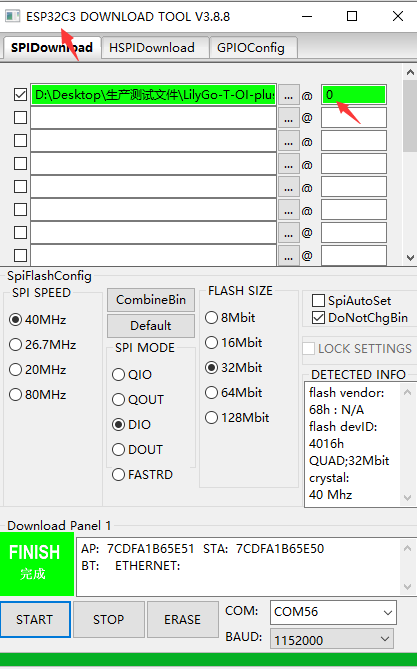 ESP32C3 DOWNLOAD TOOL V3.8.8
SPIDownload HSPIDownload GPIOConfig
D:\Desktop\生产测试文件\LilyGo-T-OI-plus ... @ 0
... @
... @
... @
... @
... @
... @
... @
SpiFlashConfig
SPI SPEED
40MHz
26.7MHz
20MHz
80MHz
CombineBin
Default
SPI MODE
QIO
QOUT
DIO
DOUT
FASTRD
FLASH SIZE
8Mbit
16Mbit
32Mbit
64Mbit
128Mbit
SpiAutoSet
DoNotChgBin
LOCK SETTINGS
DETECTED INFO
flash vendor:
68h : N/A
flash devID:
4016h
QUAD;32Mbit
crystal:
40 Mhz
Download Panel 1
FINISH
完成
AP: 7CDFA1B65E51 STA: 7CDFA1B65E50
BT: ETHERNET:
START STOP ERASE
COM: COM56
BAUD: 1152000